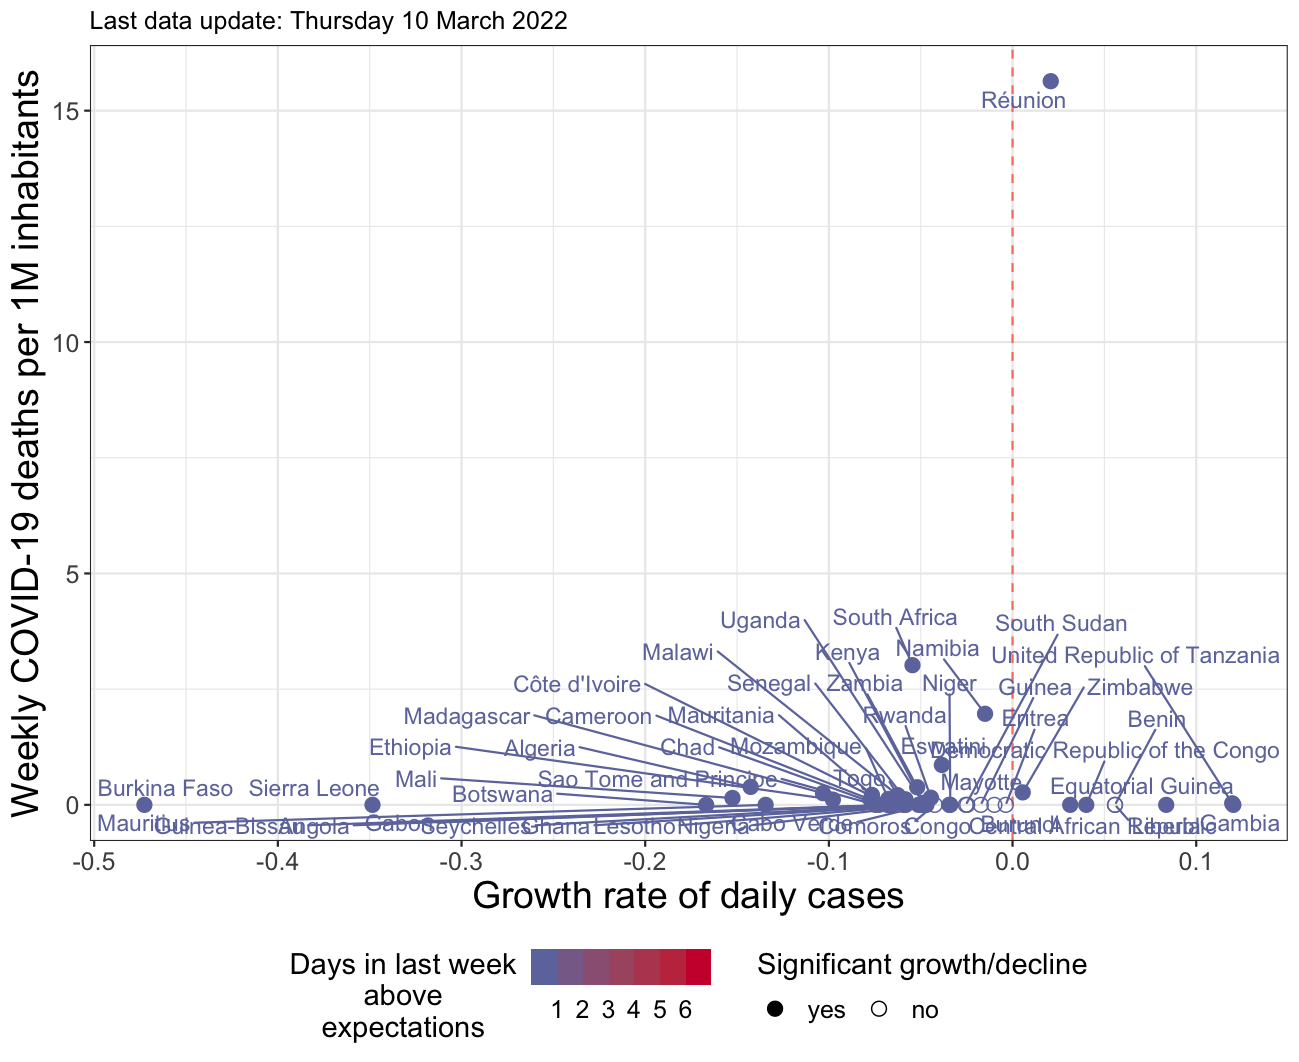 Last data update: Thursday 10 March 2022
Weekly COVID-19 deaths per 1M inhabitants
15
10
5
0
Réunion
Uganda
South Africa
South Sudan
Malawi
Kenya
Namibia
United Republic of Tanzania
Côte d'Ivoire
Senegal
Zambia
Niger
Guinea
Zimbabwe
Madagascar
Cameroon
Mauritania
Rwanda
Eritrea
Benin
Ethiopia
Algeria
Chad
Mozambique
Eswatini
Democratic Republic of the Congo
Mali
Sao Tome and Principe
Togo
Mayotte
Equatorial Guinea
Burkina Faso
Sierra Leone
Botswana
Mauritius
Guinea-Bissau
Angola
Gabon
Seychelles
Ghana
Lesotho
Nigeria
Cabo Verde
Comoros
Congo
Central African Republic
Burundi
Liberia
Gambia
-0.5
-0.4
-0.3
-0.2
-0.1
0.0
0.1
Growth rate of daily cases
Days in last week
above
expectations
1 2 3 4 5 6
Significant growth/decline
yes
no